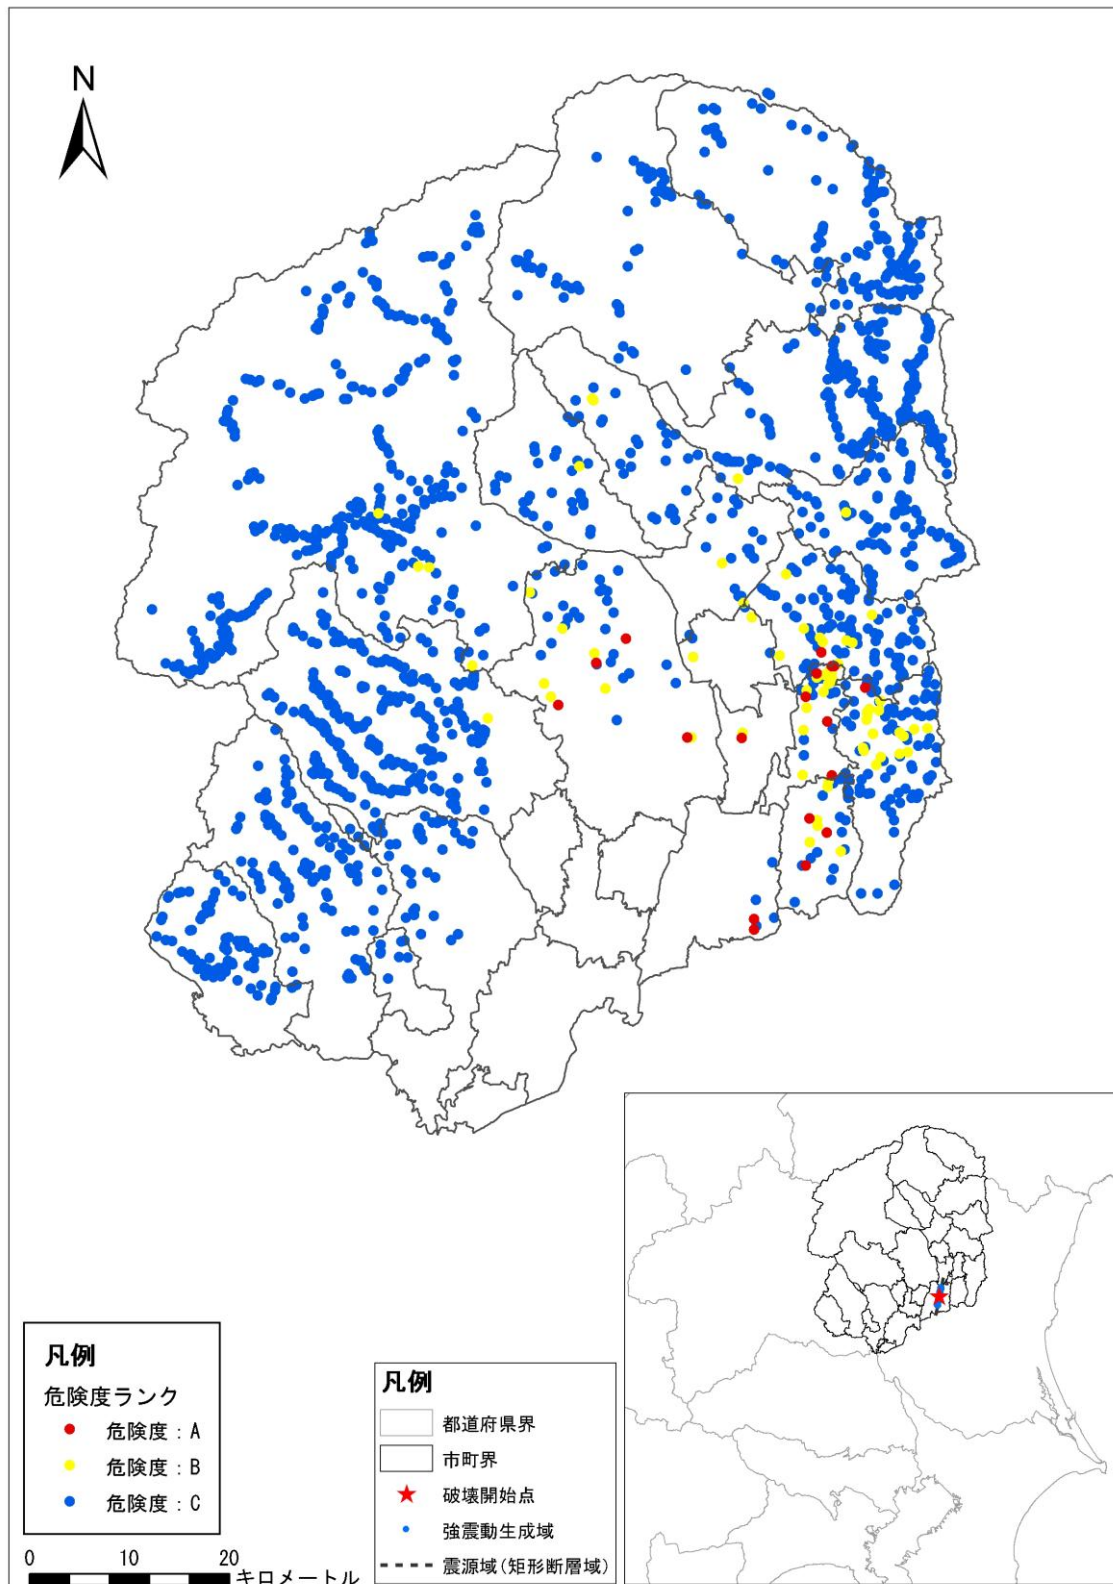 N
凡例
危険度ランク
危険度：A
危険度：B
危険度：C
0 10 20
キロメートル
凡例
都道府県界
市町界
破壊開始点
強震動生成域
震源域(矩形断層域)